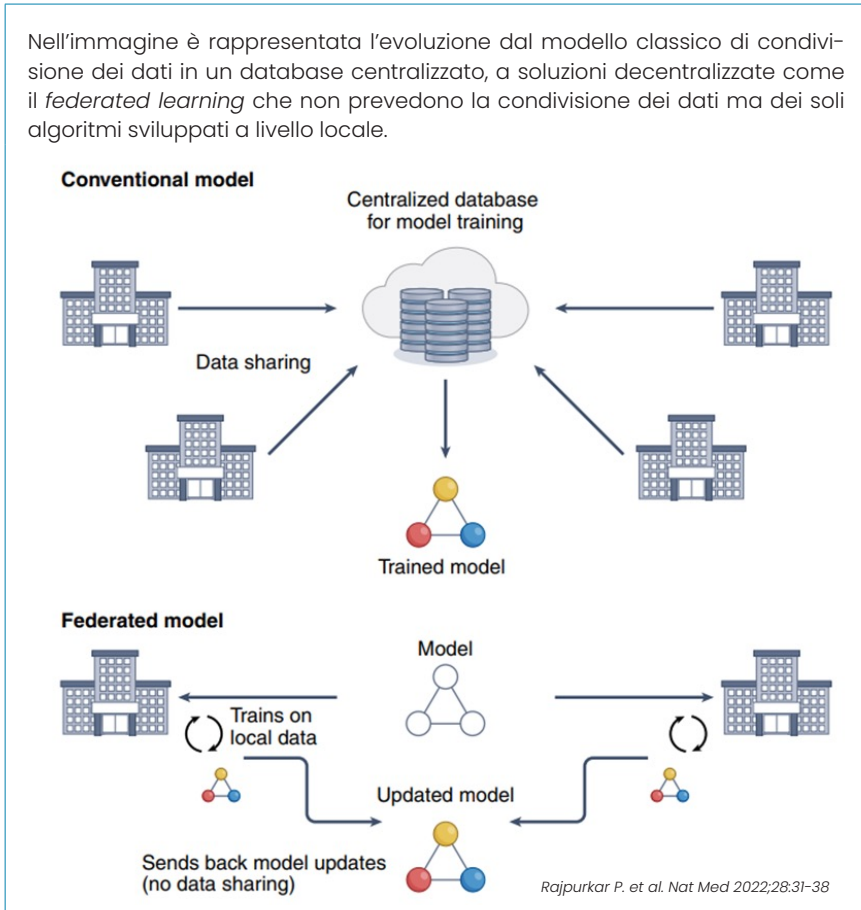 Nell’immagine è rappresentata l’evoluzione dal modello classico di condivi-
sione dei dati in un database centralizzato, a soluzioni decentralizzate come
il federated learning che non prevedono la condivisione dei dati ma dei soli
algoritmi sviluppati a livello locale.
Conventional model
Centralized database
for model training
Data sharing
Trained model
Federated model
Model
Trains on
local data
Updated model
Sends back model updates
(no data sharing)
Rajpurkar P. et al. Nat Med 2022;28:31-38